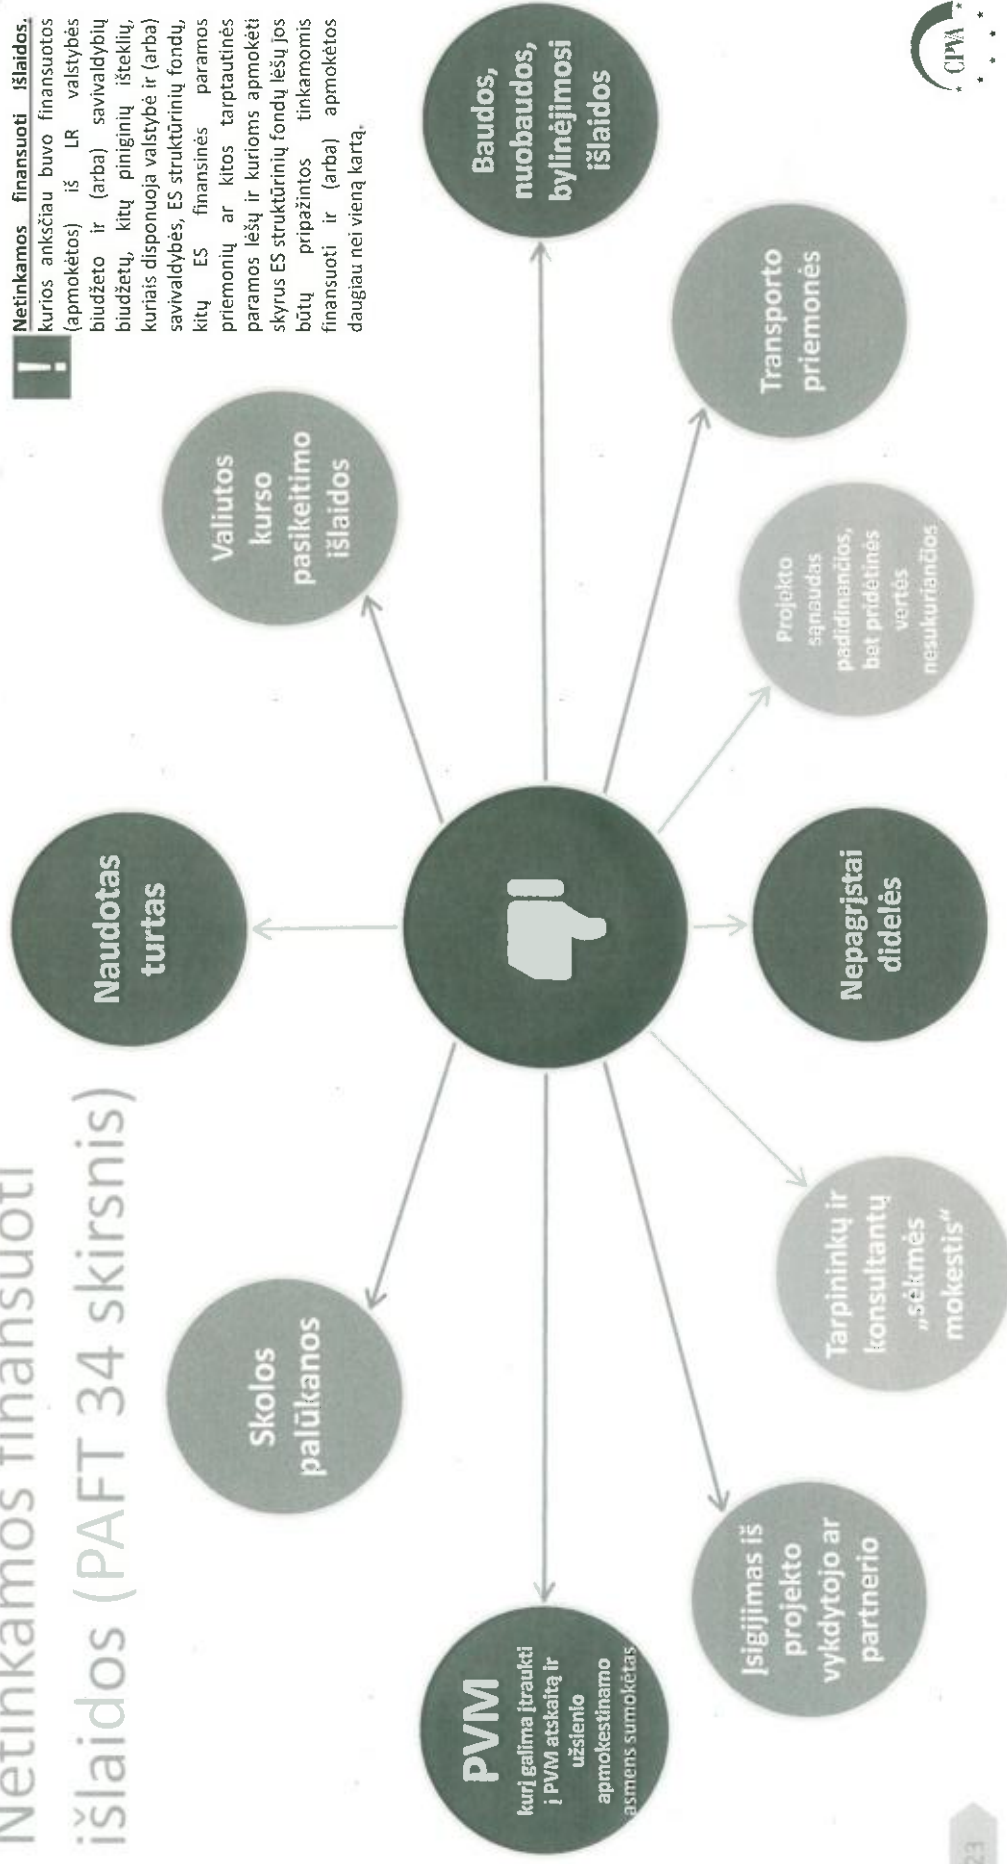 Netinkamos finansuoti
išlaidos (PAFT 34 skirsnis)
Netinkamos finansuoti išlaidos,
kurios anksčiau buvo finansuotos
(apmokėtos) iš LR valstybės
biudžeto ir (arba) savivaldybių
biudžetų, kitų piniginių išteklių,
kuriais disponuoja valstybė ir (arba)
savivaldybės, ES struktūrinių fondų,
kitų ES finansinės paramos
priemonių ar kitos tarptautinės
paramos lėšų ir kurioms apmokėti
skyrus ES struktūrinių fondų lėšų jos
būtų pripažintos tinkamomis
finansuoti ir (arba) apmokėtos
daugiau nei vieną kartą.
!
Naudotas
turtas
Valiutos
kurso
pasikeitimo
išlaidos
Baudos,
nuobaudos,
bylinėjimosi
išlaidos
Transporto
priemonės
Projekto
sąnaudas
padidinančios,
bet pridėtinės
vertės
nesukuriančios
Nepagrįstai
didelės
Tarpininkų ir
konsultantų
„sėkmės
mokestis“
Įsigijimas iš
projekto
vykdytojo ar
partnerio
PVM
kurį galima įtraukti
į PVM atskaitą ir
užsienio
apmokestinamo
asmens sumokėtas
Skolos
palūkanos
23
CPVA